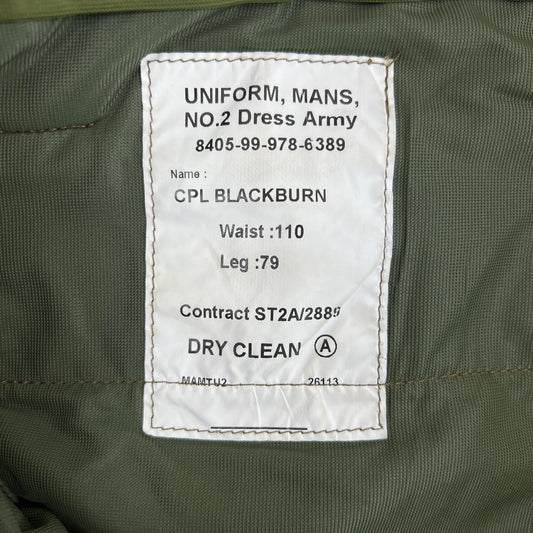 UNIFORM, MANS,
NO.2 Dress Army
8405-99-978-6389
Name :
CPL BLACKBURN
Waist :110
Leg :79
Contract ST2A/2889
DRY CLEAN Ⓐ
MAMTU2 26113